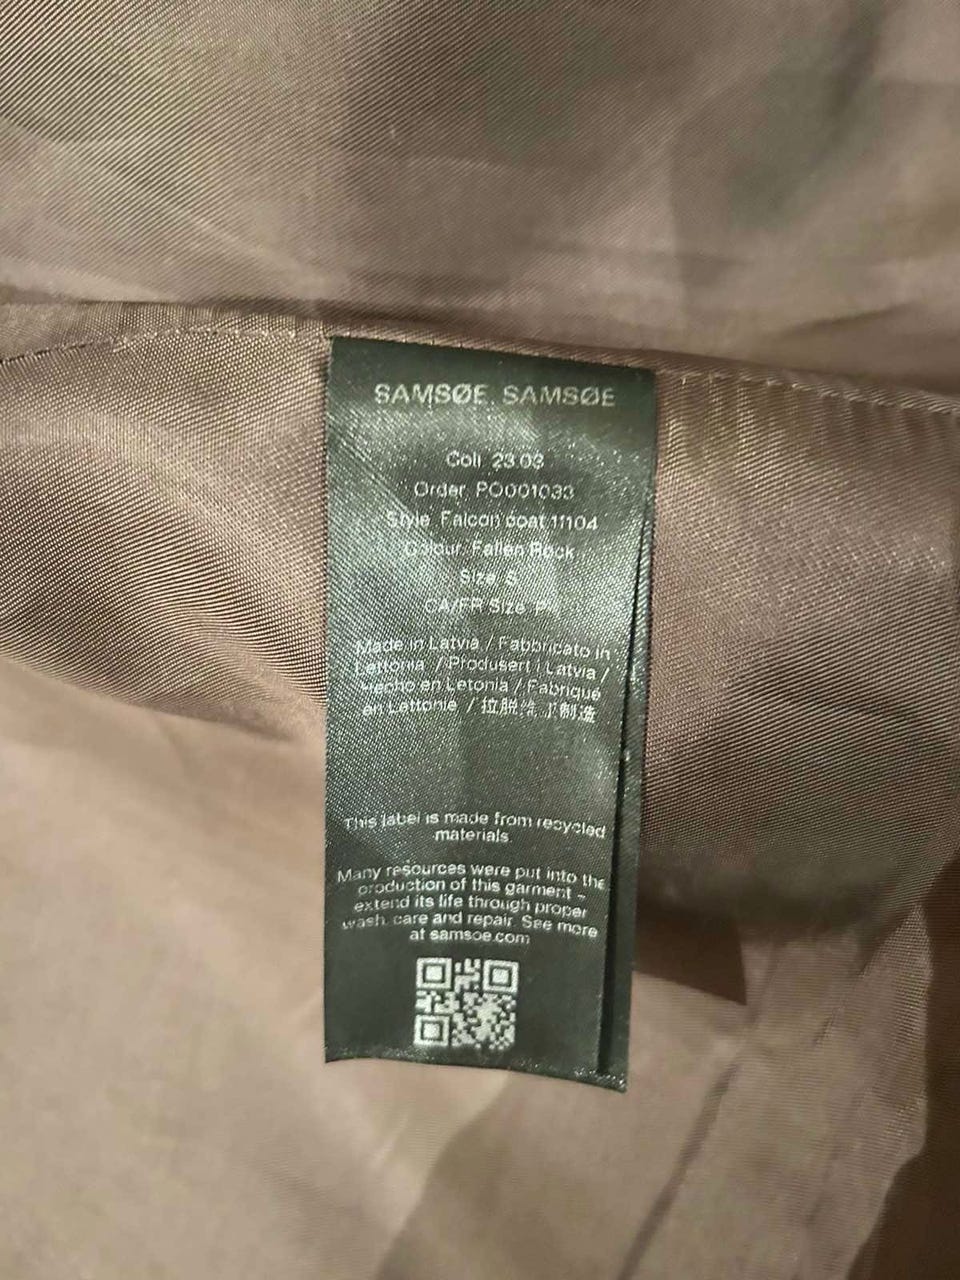 SAMSØE SAMSØE
Coll 23.03
Order PO001033
Style Falcon coat 11104
Colour: Fallen Rock
Size S
CA/FR Size P
Made in Latvia / Fabbricato in
Lettonia / Produsert i Latvia /
Hecho en Letonia / Fabriqué
en Lettonie / 拉脱维亚制造
This label is made from recycled
materials.
Many resources were put into the
production of this garment –
extend its life through proper
wash, care and repair. See more
at samsoe.com